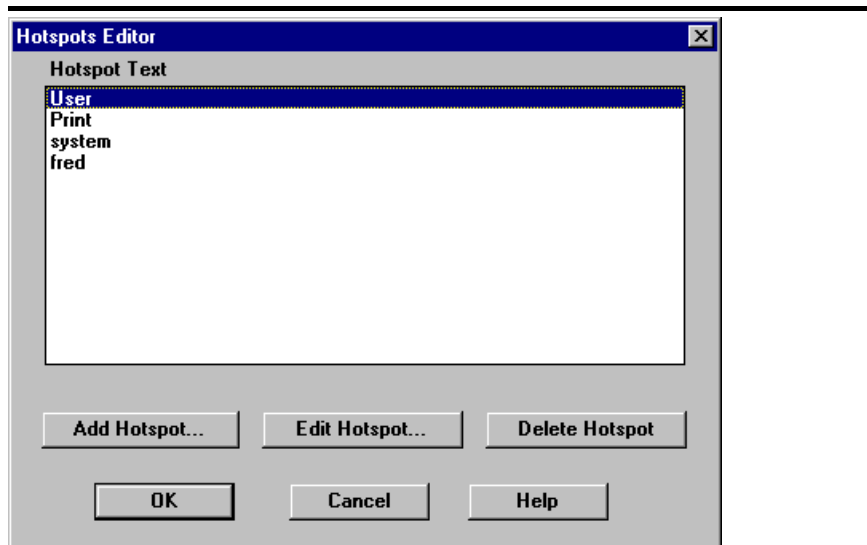 Hotspots Editor
Hotspot Text
User
Print
system
fred
Add Hotspot... Edit Hotspot... Delete Hotspot
OK Cancel Help